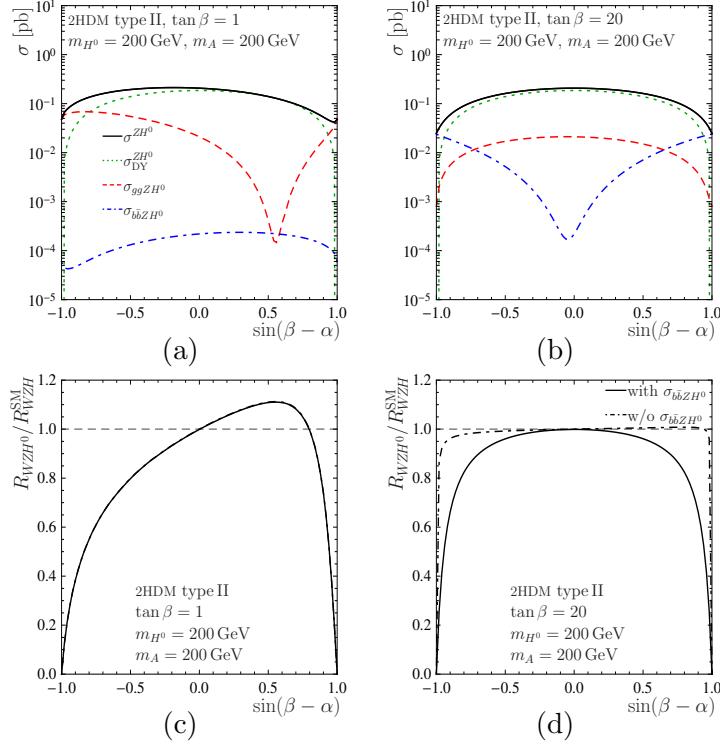 2HDM type II, tan β = 1
m_{H^0} = 200 GeV, m_A = 200 GeV
σ [pb]
10^1
10^0
10^{-1}
10^{-2}
10^{-3}
10^{-4}
10^{-5}
σ^{ZH^0}
σ_{DY}^{ZH^0}
σ_{ggZH^0}
σ_{b\bar{b}ZH^0}
−1.0 −0.5 0.0 0.5 1.0
sin(β − α)
(a)
2HDM type II, tan β = 20
m_{H^0} = 200 GeV, m_A = 200 GeV
σ [pb]
10^1
10^0
10^{-1}
10^{-2}
10^{-3}
10^{-4}
10^{-5}
−1.0 −0.5 0.0 0.5 1.0
sin(β − α)
(b)
R_{WZH^0}/R_{WZH}^{SM}
1.2
1.0
0.8
0.6
0.4
0.2
0.0
2HDM type II
tan β = 1
m_{H^0} = 200 GeV
m_A = 200 GeV
−1.0 −0.5 0.0 0.5 1.0
sin(β − α)
(c)
R_{WZH^0}/R_{WZH}^{SM}
1.2
1.0
0.8
0.6
0.4
0.2
0.0
with σ_{b\bar{b}ZH^0}
w/o σ_{b\bar{b}ZH^0}
2HDM type II
tan β = 20
m_{H^0} = 200 GeV
m_A = 200 GeV
−1.0 −0.5 0.0 0.5 1.0
sin(β − α)
(d)